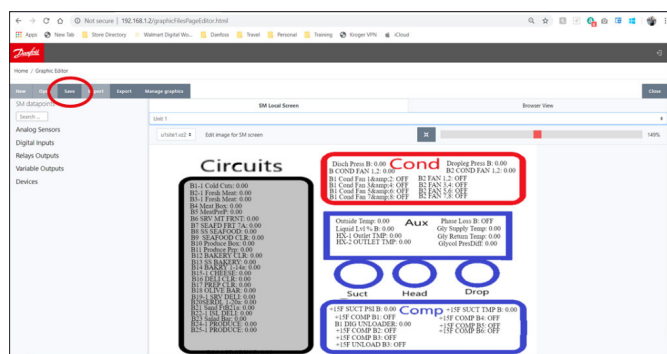 Not secure | 192.168.1.2/graphicFilesPageEditor.html
Apps New Tab Store Directory Walmart Digital Wo... Danfoss Travel Personal Training Kroger VPN iCloud
Danfoss
Home / Graphic Editor
New Save Export Manage graphics Close
SM datapoints SM Local Screen Browser View
Search ... Unit 1
u1site1.xz2 Edit image for SM screen 149%
Analog Sensors
Digital Inputs
Relays Outputs
Variable Outputs
Devices
Circuits
B1-1 Cold Cuts: 0.00
B2-1 Fresh Meat: 0.00
B3-1 Fresh Meat: 0.00
B4 Meat Box: 0.00
B5 MeatPreP: 0.00
B6 SRV MT FRNT: 0.00
B7 SEAFD FRT 7A: 0.00
B8 SS SEAFOOD: 0.00
B9 SEAFOOD CLR: 0.00
B10 Produce Box: 0.00
B11 Produce Prp: 0.00
B12 BAKERY CLR: 0.00
B13 SS BAKERY: 0.00
B14 BAKRY 1-14a: 0.00
B15-1 CHEESE: 0.00
B16 DELI CLR: 0.00
B17 PREP CLR: 0.00
B18 OLIVE BAR: 0.00
B19-1 SRV DELI: 0.00
B20SERDL 1-20a: 0.00
B21 Sand FtB21a: 0.00
B22-1 ISL DELI: 0.00
B23 Salad Bar: 0.00
B24-1 PRODUCE: 0.00
B25-1 PRODUCE: 0.00
Cond
Disch Press B: 0.00 Dropleg Press B: 0.00
B COND FAN 1,2: 0.00 B2 COND FAN 1,2: 0.00
B1 Cond Fan 1&amp;2: OFF B2 FAN 1,2: OFF
B1 Cond Fan 3&amp;4: OFF B2 FAN 3,4: OFF
B1 Cond Fan 5&amp;6: OFF B2 FAN 5,6: OFF
B1 Cond Fan 7&amp;8: OFF B2 FAN 7,8: OFF
Aux
Outside Temp: 0.00 Phase Loss B: OFF
Liquid Lvl % B: 0.00 Gly Supply Temp: 0.00
HX-1 Outlet TMP: 0.00 Gly Return Temp: 0.00
HX-2 OUTLET TMP: 0.00 Glycol PresDiff: 0.00
Suct Head Drop
Comp
+15F SUCT PSI B: 0.00 +15F SUCT TMP B: 0.00
+15F COMP B1: OFF +15F COMP B4: OFF
B1 DIG UNLOADER: 0.00 +15F COMP B5: OFF
+15F COMP B2: OFF +15F COMP B6: OFF
+15F COMP B3: OFF
+15F UNLOAD B3: OFF